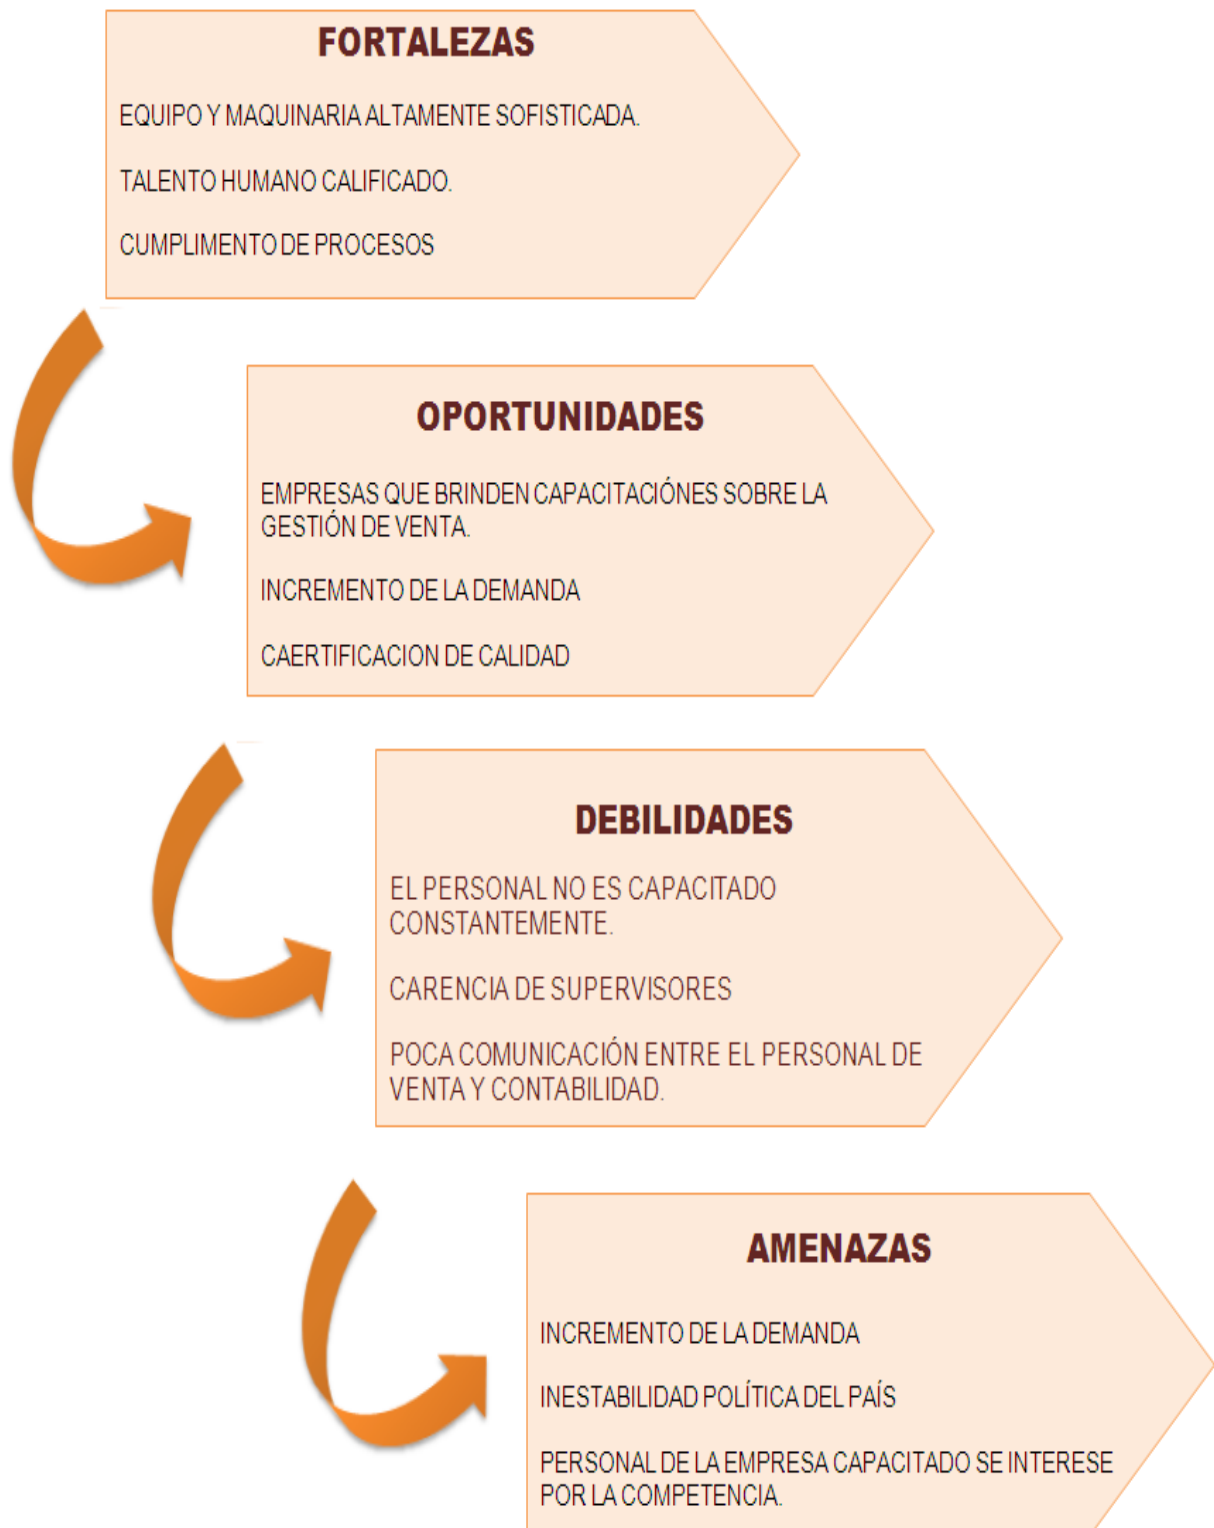 FORTALEZAS
EQUIPO Y MAQUINARIA ALTAMENTE SOFISTICADA.
TALENTO HUMANO CALIFICADO.
CUMPLIMENTO DE PROCESOS
OPORTUNIDADES
EMPRESAS QUE BRINDEN CAPACITACIÓNES SOBRE LA
GESTIÓN DE VENTA.
INCREMENTO DE LA DEMANDA
CAERTIFICACION DE CALIDAD
DEBILIDADES
EL PERSONAL NO ES CAPACITADO
CONSTANTEMENTE.
CARENCIA DE SUPERVISORES
POCA COMUNICACIÓN ENTRE EL PERSONAL DE
VENTA Y CONTABILIDAD.
AMENAZAS
INCREMENTO DE LA DEMANDA
INESTABILIDAD POLÍTICA DEL PAÍS
PERSONAL DE LA EMPRESA CAPACITADO SE INTERESE
POR LA COMPETENCIA.